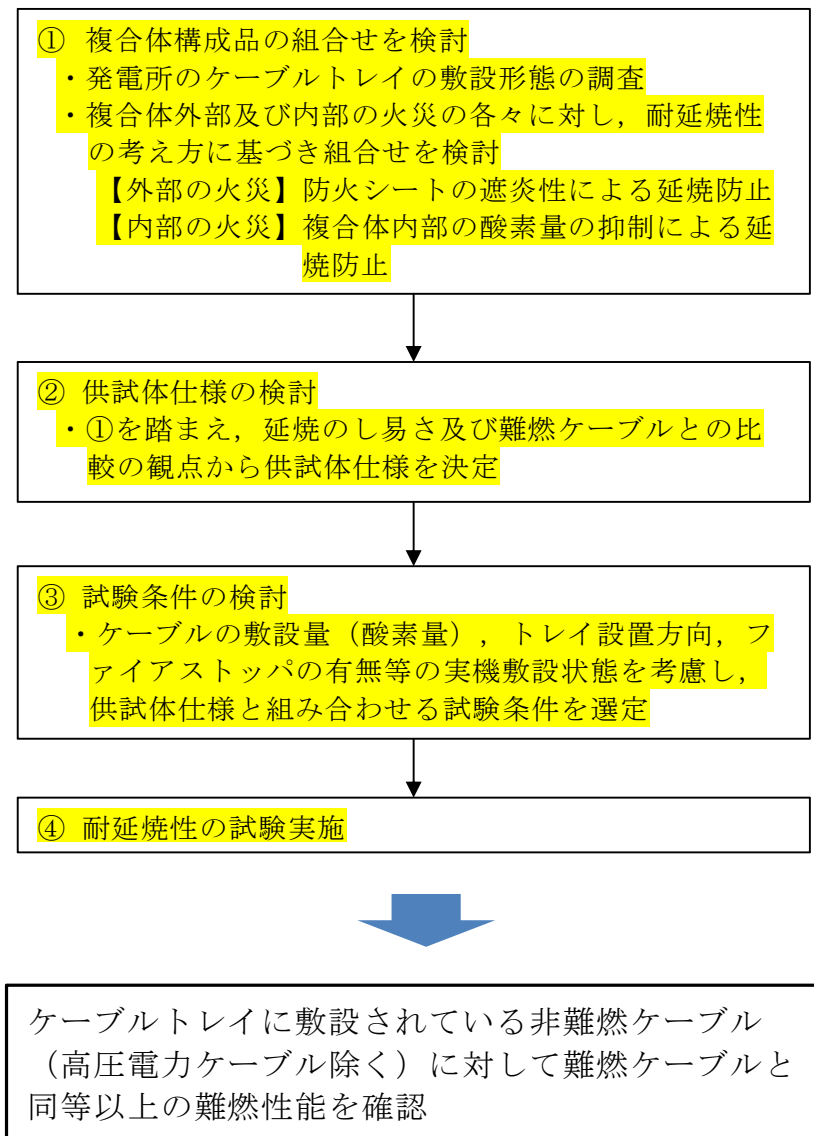 ① 複合体構成品の組合せを検討
・発電所のケーブルトレイの敷設形態の調査
・複合体外部及び内部の火災の各々に対し，耐延焼性
の考え方に基づき組合せを検討
【外部の火災】防火シートの遮炎性による延焼防止
【内部の火災】複合体内部の酸素量の抑制による延
焼防止
② 供試体仕様の検討
・①を踏まえ，延焼のし易さ及び難燃ケーブルとの比
較の観点から供試体仕様を決定
③ 試験条件の検討
・ケーブルの敷設量（酸素量），トレイ設置方向，フ
ァイアストッパの有無等の実機敷設状態を考慮し，
供試体仕様と組み合わせる試験条件を選定
④ 耐延焼性の試験実施
ケーブルトレイに敷設されている非難燃ケーブル
（高圧電力ケーブル除く）に対して難燃ケーブルと
同等以上の難燃性能を確認